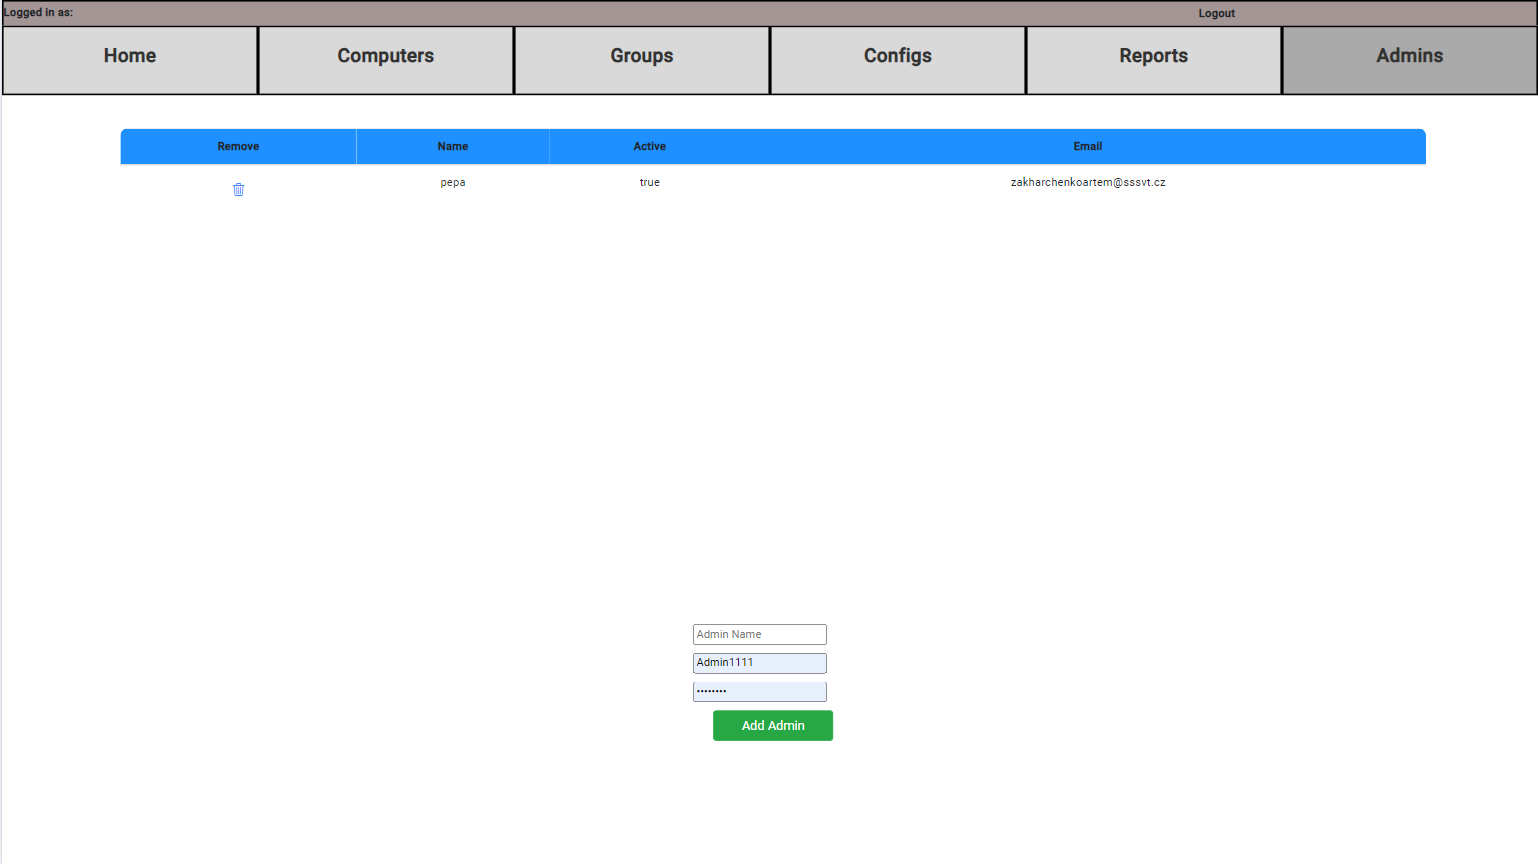 Logged in as: Logout
Home Computers Groups Configs Reports Admins
Remove Name Active Email
pepa true zakharchenkoartem@sssvt.cz
Admin Name
Admin1111
••••••••
Add Admin